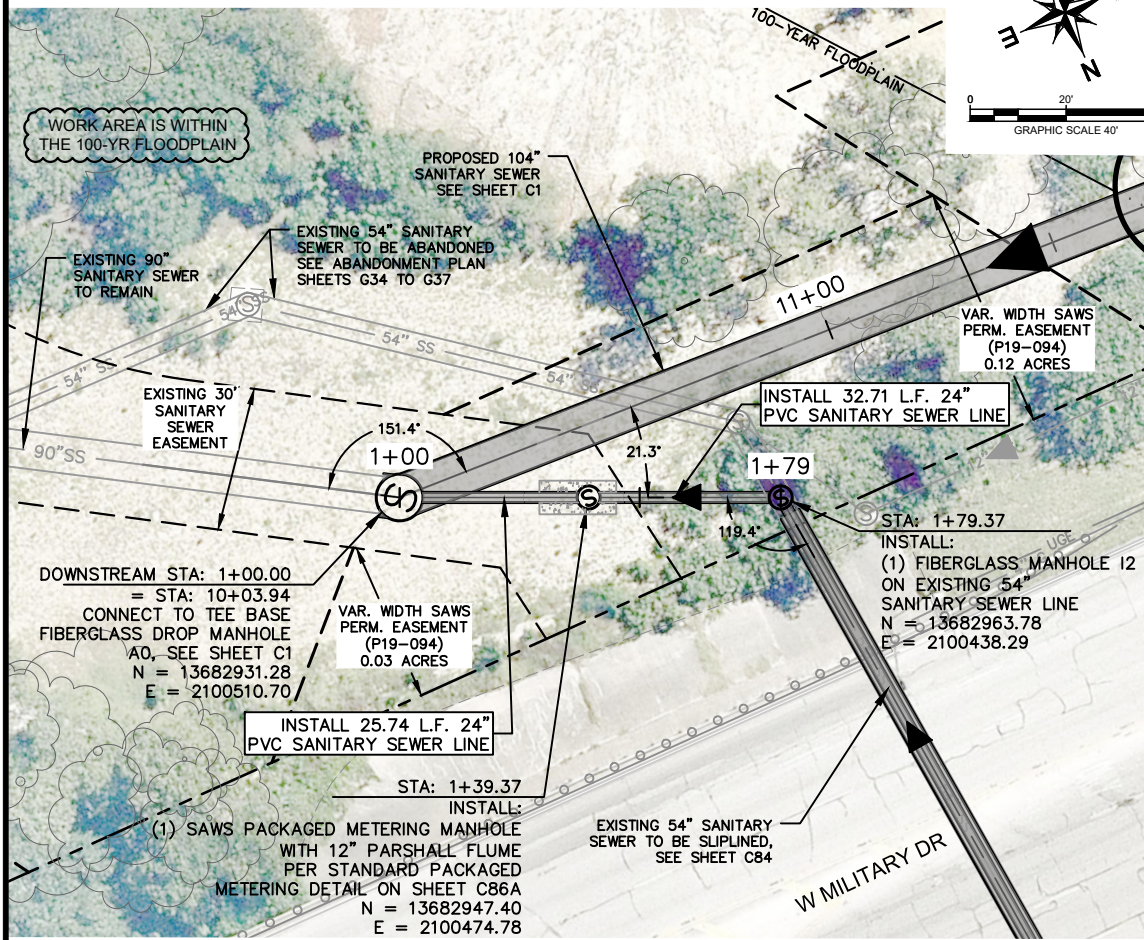 100-YEAR FLOODPLAIN
E
N
0
20'
GRAPHIC SCALE 40'
WORK AREA IS WITHIN
THE 100-YR FLOODPLAIN
PROPOSED 104"
SANITARY SEWER
SEE SHEET C1
EXISTING 54" SANITARY
SEWER TO BE ABANDONED
SEE ABANDONMENT PLAN
SHEETS G34 TO G37
EXISTING 90"
SANITARY SEWER
TO REMAIN
54" SS
54" SS
54" SS
54" SS
11+00
VAR. WIDTH SAWS
PERM. EASEMENT
(P19-094)
0.12 ACRES
EXISTING 30'
SANITARY
SEWER
EASEMENT
INSTALL 32.71 L.F. 24"
PVC SANITARY SEWER LINE
90"SS
151.4°
1+00
21.3°
1+79
S
S
S
S
119.4°
UGE
STA: 1+79.37
INSTALL:
(1) FIBERGLASS MANHOLE I2
ON EXISTING 54"
SANITARY SEWER LINE
N = 13682963.78
E = 2100438.29
DOWNSTREAM STA: 1+00.00
= STA: 10+03.94
CONNECT TO TEE BASE
FIBERGLASS DROP MANHOLE
A0, SEE SHEET C1
N = 13682931.28
E = 2100510.70
VAR. WIDTH SAWS
PERM. EASEMENT
(P19-094)
0.03 ACRES
INSTALL 25.74 L.F. 24"
PVC SANITARY SEWER LINE
STA: 1+39.37
INSTALL:
(1) SAWS PACKAGED METERING MANHOLE
WITH 12" PARSHALL FLUME
PER STANDARD PACKAGED
METERING DETAIL ON SHEET C86A
N = 13682947.40
E = 2100474.78
EXISTING 54" SANITARY
SEWER TO BE SLIPLINED,
SEE SHEET C84
W MILITARY DR